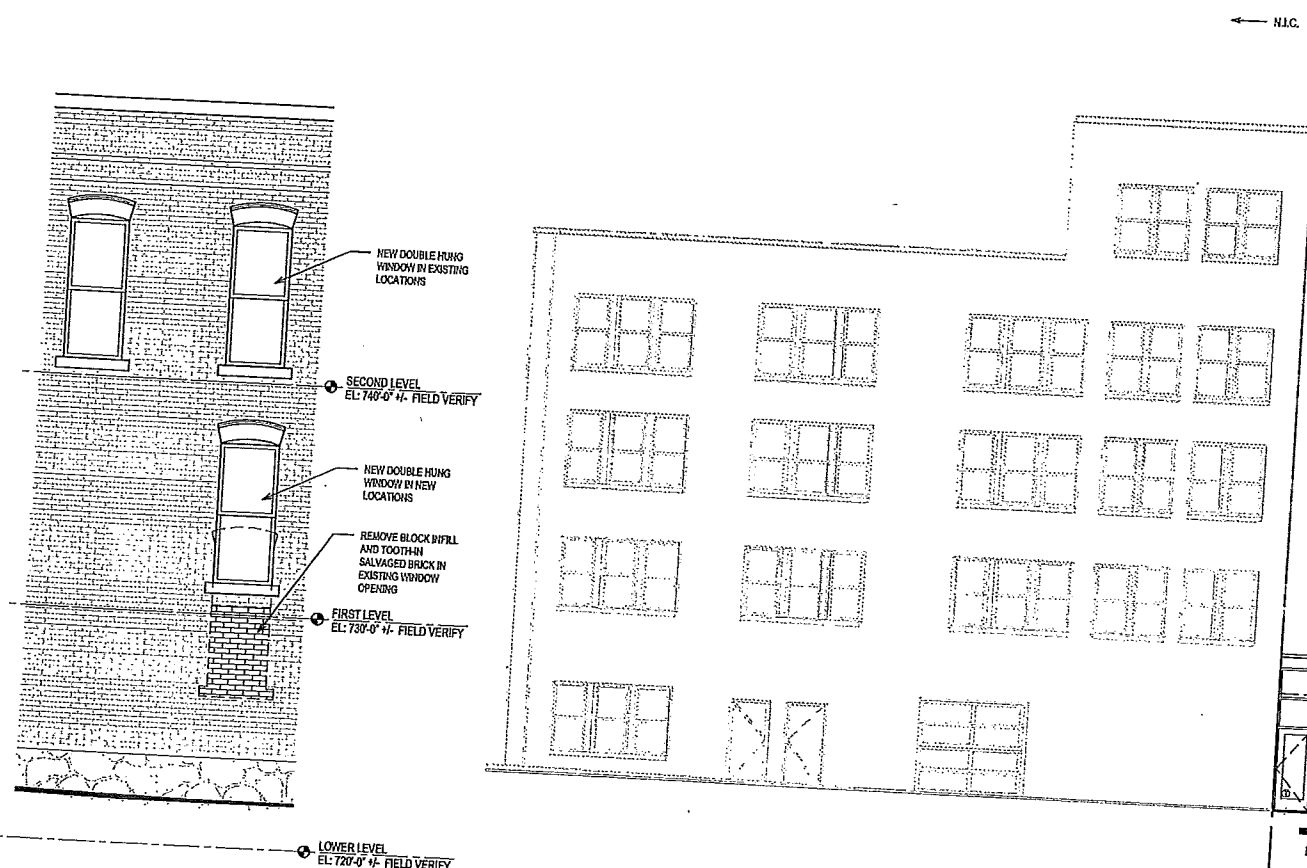 N.I.C.
NEW DOUBLE HUNG
WINDOW IN EXISTING
LOCATIONS
SECOND LEVEL
EL: 740'-0" +/- FIELD VERIFY
NEW DOUBLE HUNG
WINDOW IN NEW
LOCATIONS
REMOVE BLOCK INFILL
AND TOOTH-IN
SALVAGED BRICK IN
EXISTING WINDOW
OPENING
FIRST LEVEL
EL: 730'-0" +/- FIELD VERIFY
LOWER LEVEL
EL: 720'-0" +/- FIELD VERIFY